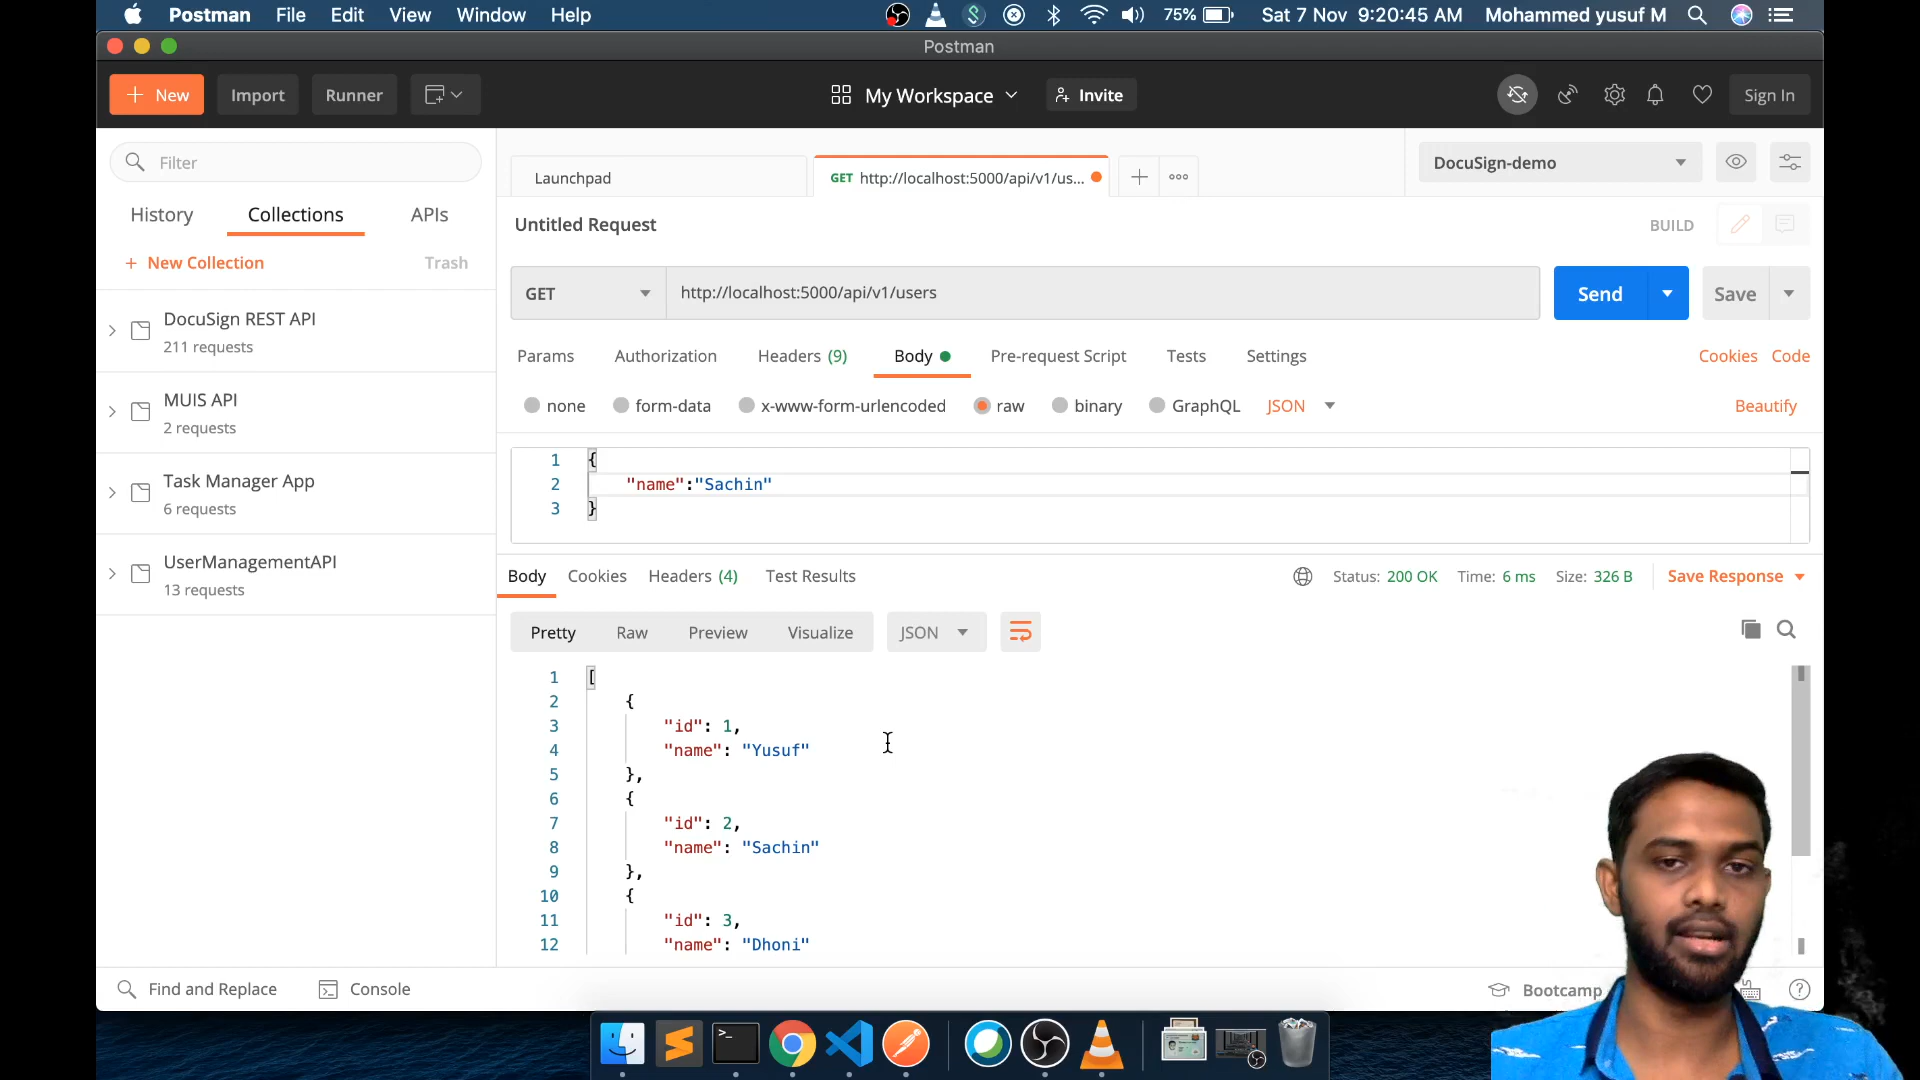 Postman File Edit View Window Help 75% Sat 7 Nov 9:20:45 AM Mohammed yusuf M
Postman
+ New Import Runner My Workspace Invite Sign In
Filter
Launchpad GET http://localhost:5000/api/v1/us... DocuSign-demo
History Collections APIs
Untitled Request BUILD
+ New Collection Trash
GET http://localhost:5000/api/v1/users Send Save
DocuSign REST API
211 requests
Params Authorization Headers (9) Body Pre-request Script Tests Settings Cookies Code
MUIS API
2 requests
none form-data x-www-form-urlencoded raw binary GraphQL JSON Beautify
Task Manager App
6 requests
UserManagementAPI
13 requests
1 {
2 "name":"Sachin"
3 }
Body Cookies Headers (4) Test Results Status: 200 OK Time: 6 ms Size: 326 B Save Response
Pretty Raw Preview Visualize JSON
1 [
2 {
3 "id": 1,
4 "name": "Yusuf"
5 },
6 {
7 "id": 2,
8 "name": "Sachin"
9 },
10 {
11 "id": 3,
12 "name": "Dhoni"
Find and Replace Console Bootcamp